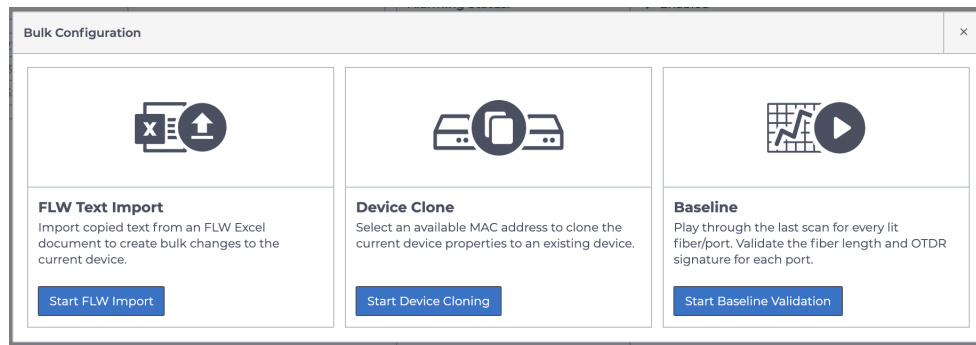 Bulk Configuration
×
X
FLW Text Import
Import copied text from an FLW Excel
document to create bulk changes to the
current device.
Start FLW Import
Device Clone
Select an available MAC address to clone the
current device properties to an existing device.
Start Device Cloning
Baseline
Play through the last scan for every lit
fiber/port. Validate the fiber length and OTDR
signature for each port.
Start Baseline Validation